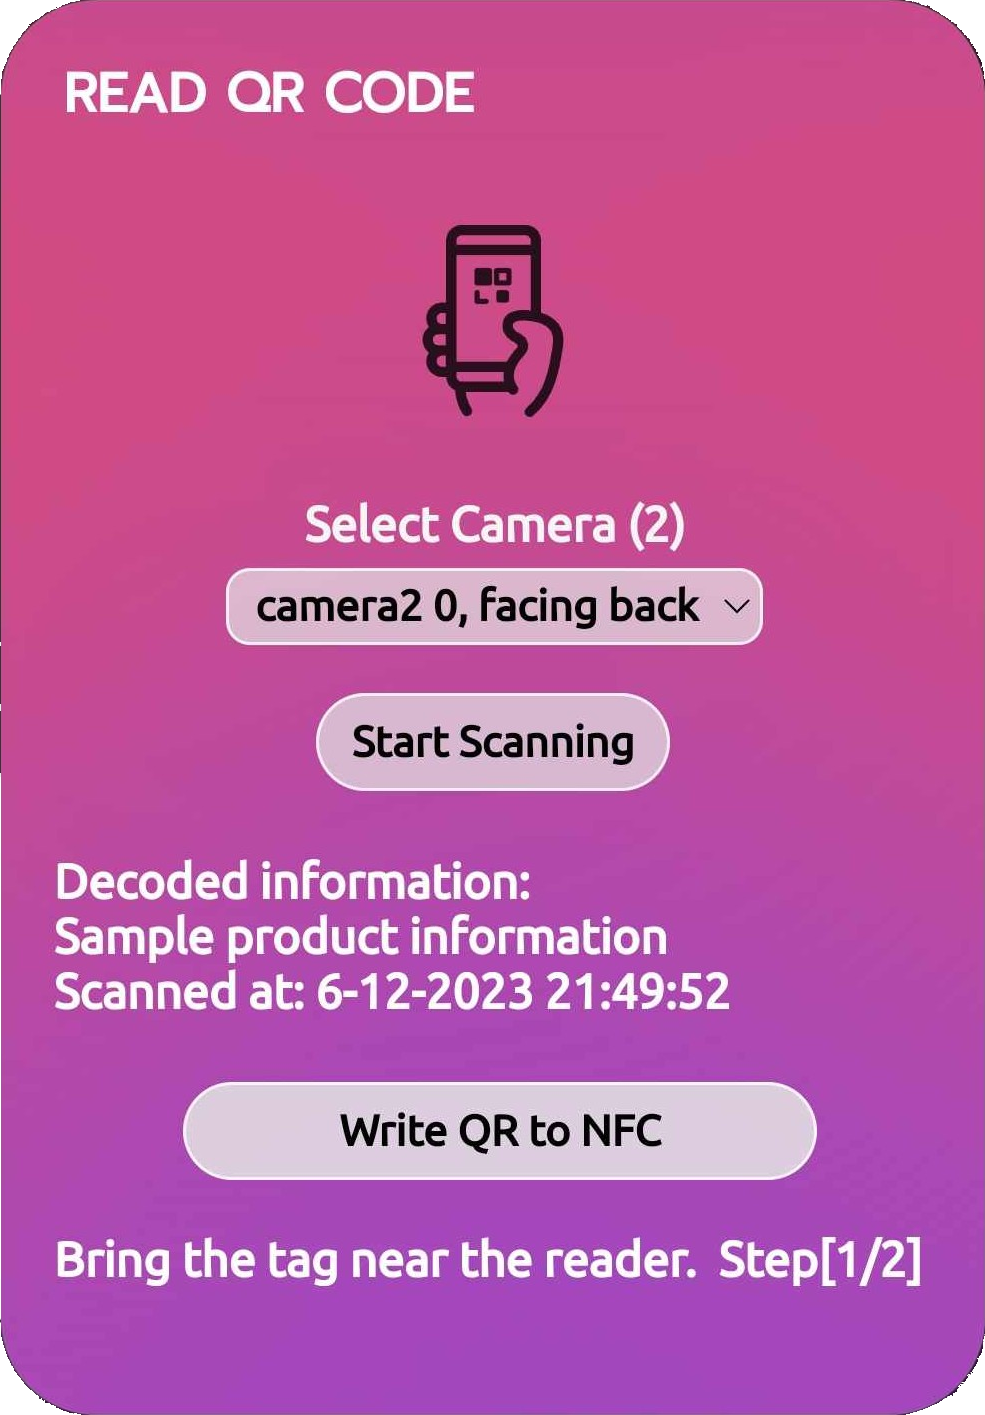 READ QR CODE
Select Camera (2)
camera2 0, facing back
Start Scanning
Decoded information:
Sample product information
Scanned at: 6-12-2023 21:49:52
Write QR to NFC
Bring the tag near the reader.  Step[1/2]